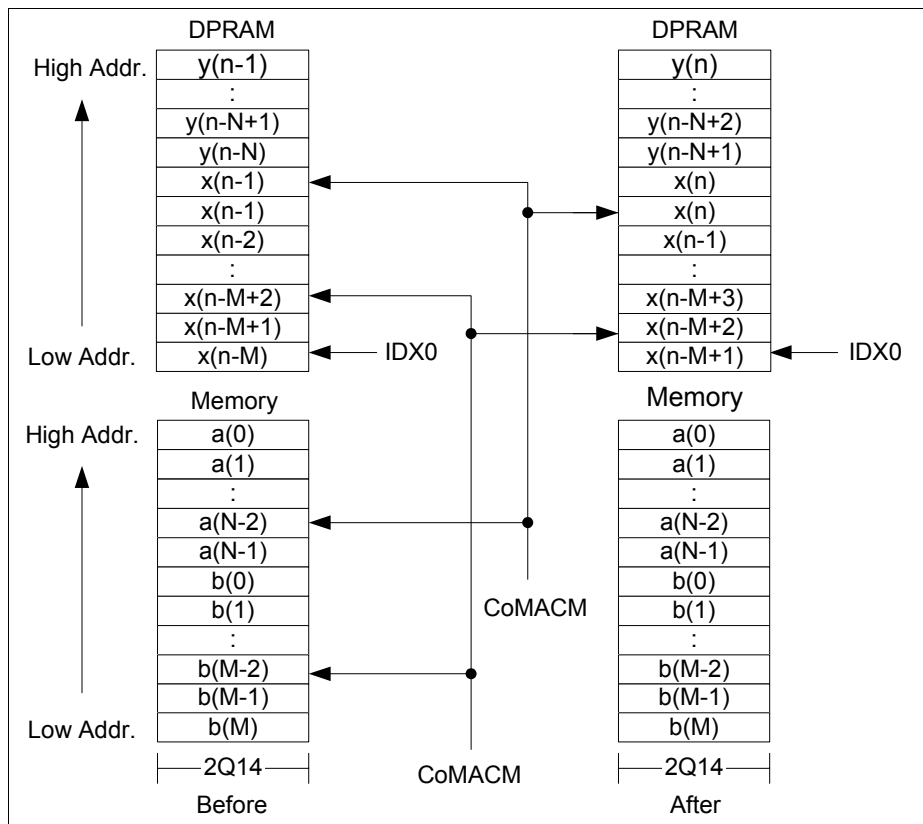 DPRAM
High Addr.
y(n-1)
:
y(n-N+1)
y(n-N)
x(n-1)
x(n-1)
x(n-2)
:
x(n-M+2)
x(n-M+1)
Low Addr.
x(n-M)
IDX0
DPRAM
y(n)
:
y(n-N+2)
y(n-N+1)
x(n)
x(n)
x(n-1)
:
x(n-M+3)
x(n-M+2)
x(n-M+1)
IDX0
Memory
High Addr.
a(0)
a(1)
:
a(N-2)
a(N-1)
b(0)
b(1)
:
b(M-2)
b(M-1)
Low Addr.
b(M)
2Q14
Before
CoMACM
CoMACM
Memory
a(0)
a(1)
:
a(N-2)
a(N-1)
b(0)
b(1)
:
b(M-2)
b(M-1)
b(M)
2Q14
After